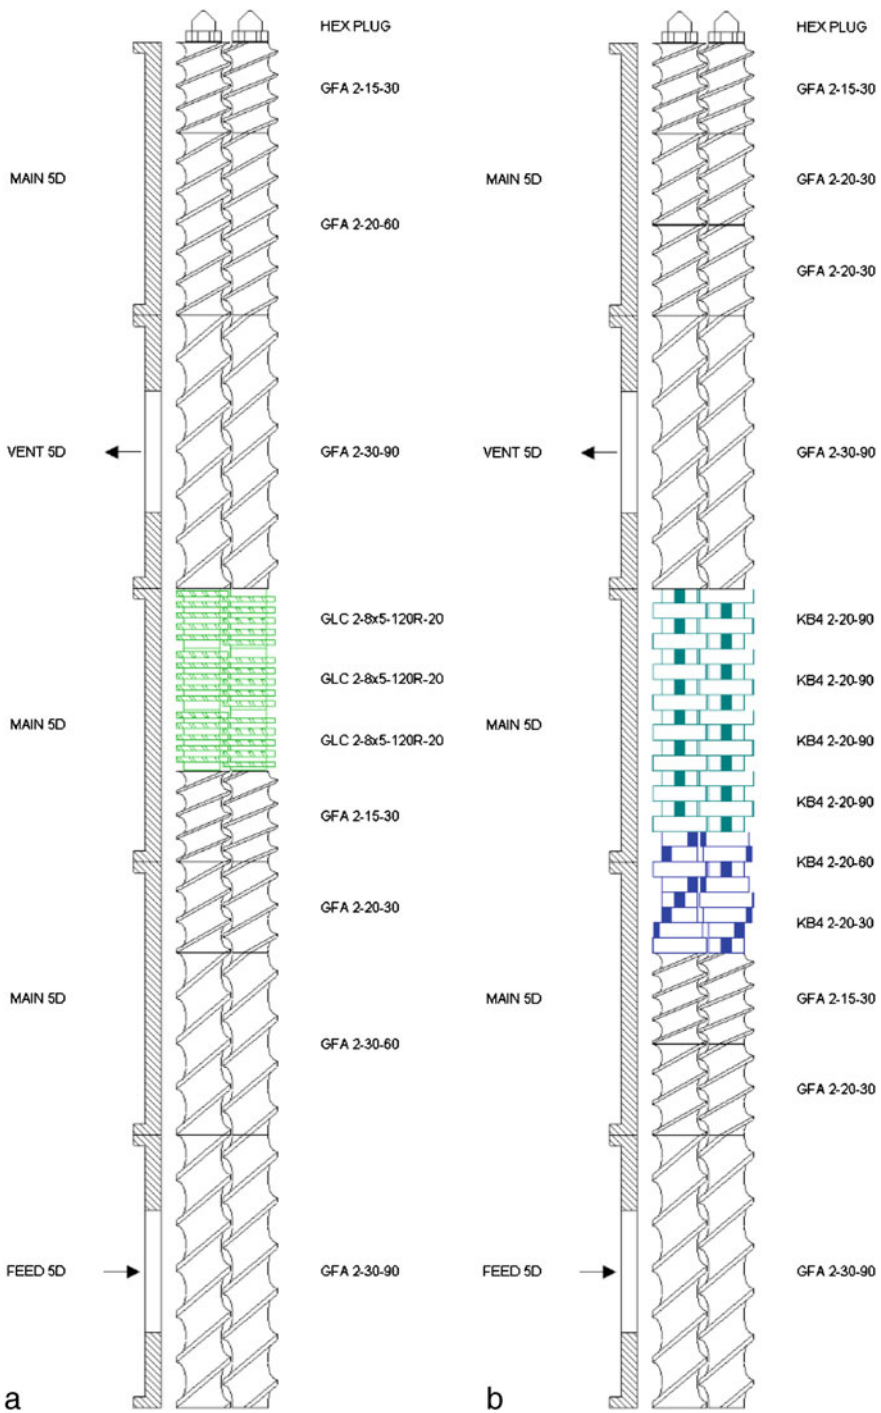 HEX PLUG
GFA 2-15-30
MAIN 5D
GFA 2-20-60
VENT 5D
GFA 2-30-90
GLC 2-8x5-120R-20
GLC 2-8x5-120R-20
MAIN 5D
GLC 2-8x5-120R-20
GFA 2-15-30
GFA 2-20-30
MAIN 5D
GFA 2-30-60
FEED 5D
GFA 2-30-90
a
HEX PLUG
GFA 2-15-30
MAIN 5D
GFA 2-20-30
GFA 2-20-30
VENT 5D
GFA 2-30-90
KB4 2-20-90
KB4 2-20-90
MAIN 5D
KB4 2-20-90
KB4 2-20-90
KB4 2-20-60
KB4 2-20-30
MAIN 5D
GFA 2-15-30
GFA 2-20-30
FEED 5D
GFA 2-30-90
b